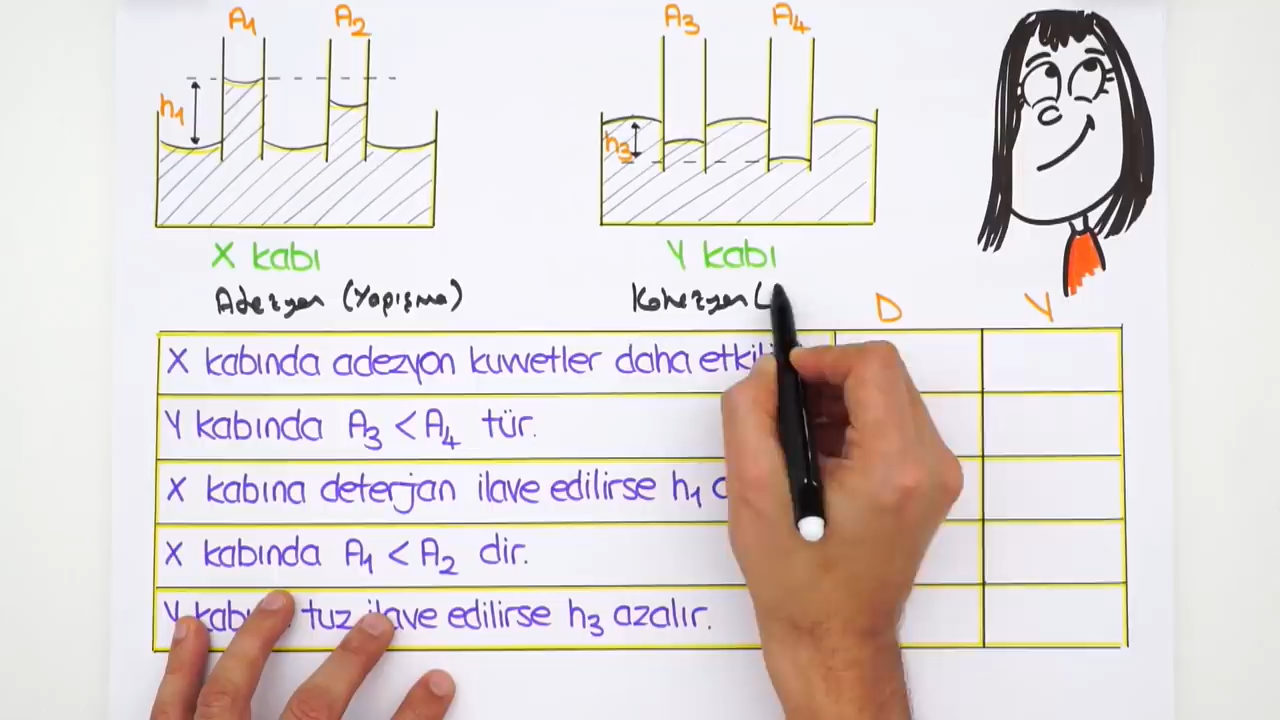 A1 A2 A3 A4
h1 h3
X kabı Y kabı
Adezyon (Yapışma) Kohezyon (
D Y
X kabında adezyon kuvvetler daha
Y kabında A3 < A4 tür.
X kabına deterjan ilave edilirse h1
X kabında A1 < A2 dir.
tuz ilave edilirse h3 azalır.